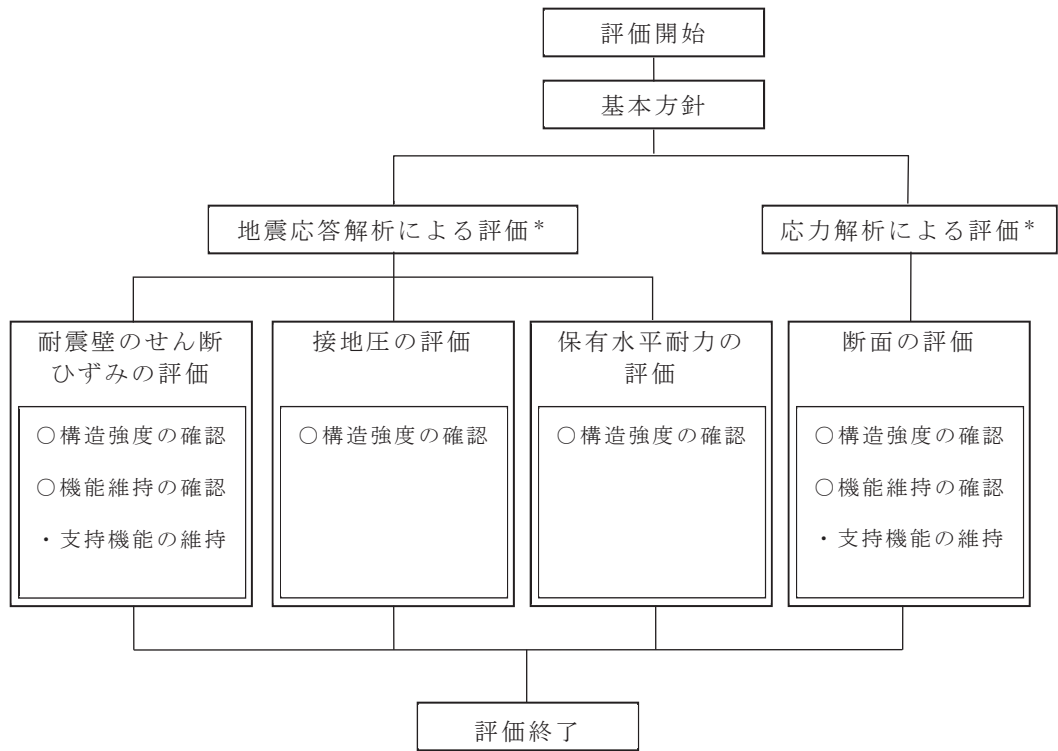 評価開始
基本方針
地震応答解析による評価*
応力解析による評価*
耐震壁のせん断
ひずみの評価
○構造強度の確認
○機能維持の確認
・支持機能の維持
接地圧の評価
○構造強度の確認
保有水平耐力の
評価
○構造強度の確認
断面の評価
○構造強度の確認
○機能維持の確認
・支持機能の維持
評価終了